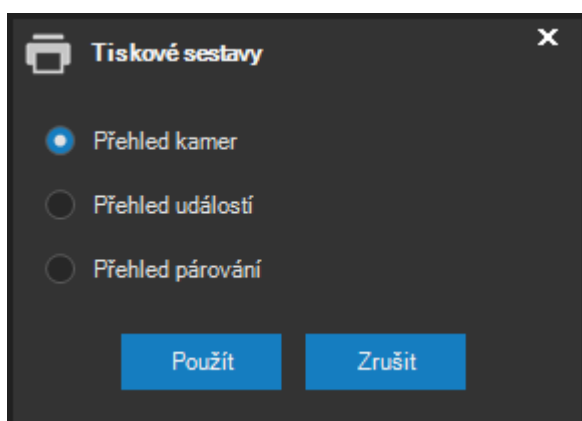 Tiskové sestavy
Přehled kamer
Přehled událostí
Přehled párování
Použít Zrušit